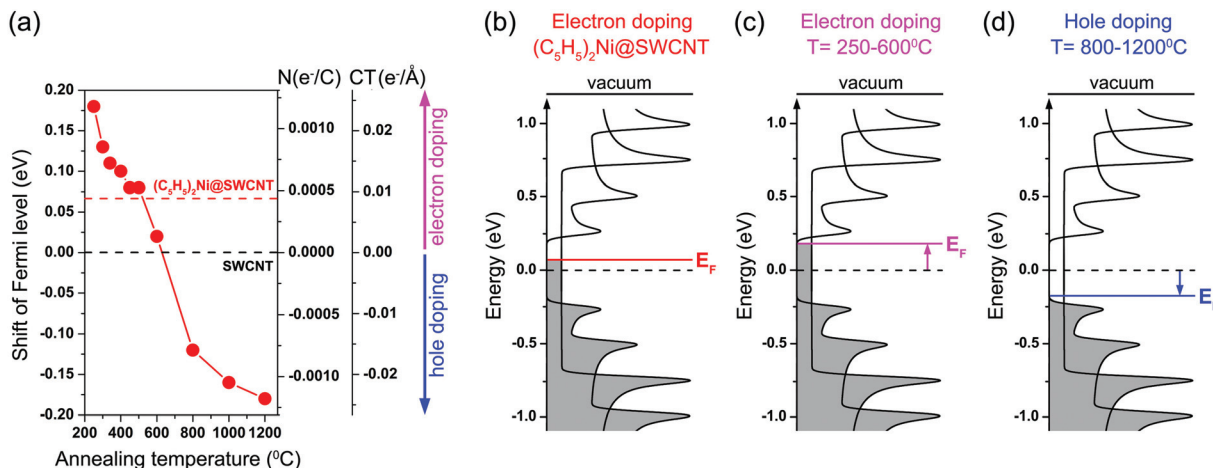 (a)
N(e⁻/C) CT(e⁻/Å)
Shift of Fermi level (eV)
0.20
0.15
0.10
0.05
0.00
-0.05
-0.10
-0.15
-0.20
0.0010
0.0005
0.0000
-0.0005
-0.0010
0.02
0.01
0.00
-0.01
-0.02
(C₅H₅)₂Ni@SWCNT
SWCNT
electron doping
hole doping
200 400 600 800 1000 1200
Annealing temperature (⁰C)
(b)
Electron doping
(C₅H₅)₂Ni@SWCNT
vacuum
Energy (eV)
1.0
0.5
0.0
-0.5
-1.0
E_F
(c)
Electron doping
T= 250-600⁰C
vacuum
Energy (eV)
1.0
0.5
0.0
-0.5
-1.0
E_F
(d)
Hole doping
T= 800-1200⁰C
vacuum
Energy (eV)
1.0
0.5
0.0
-0.5
-1.0
E